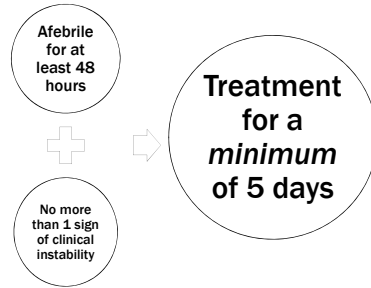 Afebrile
for at
least 48
hours
No more
than 1 sign
of clinical
instability
Treatment
for a
minimum
of 5 days